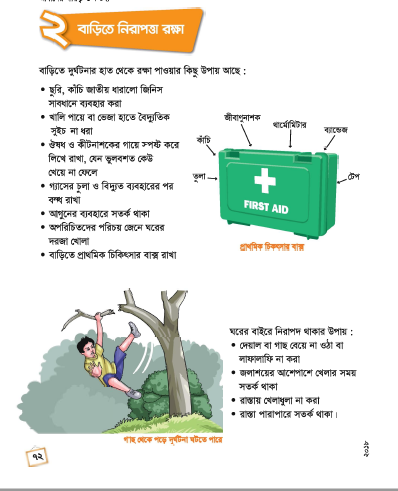 ২ বাড়িতে নিরাপত্তা রক্ষা
বাড়িতে দুর্ঘটনার হাত থেকে রক্ষা পাওয়ার কিছু উপায় আছে :
• ছুরি, কাঁচি জাতীয় ধারালো জিনিস
সাবধানে ব্যবহার করা
• খালি পায়ে বা ভেজা হাতে বৈদ্যুতিক
সুইচ না ধরা
• ঔষধ ও কীটনাশকের গায়ে স্পষ্ট করে
লিখে রাখা, যেন ভুলবশত কেউ
খেয়ে না ফেলে
• গ্যাসের চুলা ও বিদ্যুত ব্যবহারের পর
বন্ধ রাখা
• আগুনের ব্যবহারে সতর্ক থাকা
• অপরিচিতদের পরিচয় জেনে ঘরের
দরজা খোলা
• বাড়িতে প্রাথমিক চিকিৎসার বাক্স রাখা
জীবাণুনাশক
থার্মোমিটার
ব্যান্ডেজ
কাঁচি
তুলা
টেপ
FIRST AID
প্রাথমিক চিকিৎসার বাক্স
ঘরের বাইরে নিরাপদ থাকার উপায় :
• দেয়াল বা গাছ বেয়ে না ওঠা বা
লাফালাফি না করা
• জলাশয়ের আশেপাশে খেলার সময়
সতর্ক থাকা
• রাস্তায় খেলাধুলা না করা
• রাস্তা পারাপারে সতর্ক থাকা।
গাছ থেকে পড়ে দুর্ঘটনা ঘটতে পারে
৭২
২০১৮